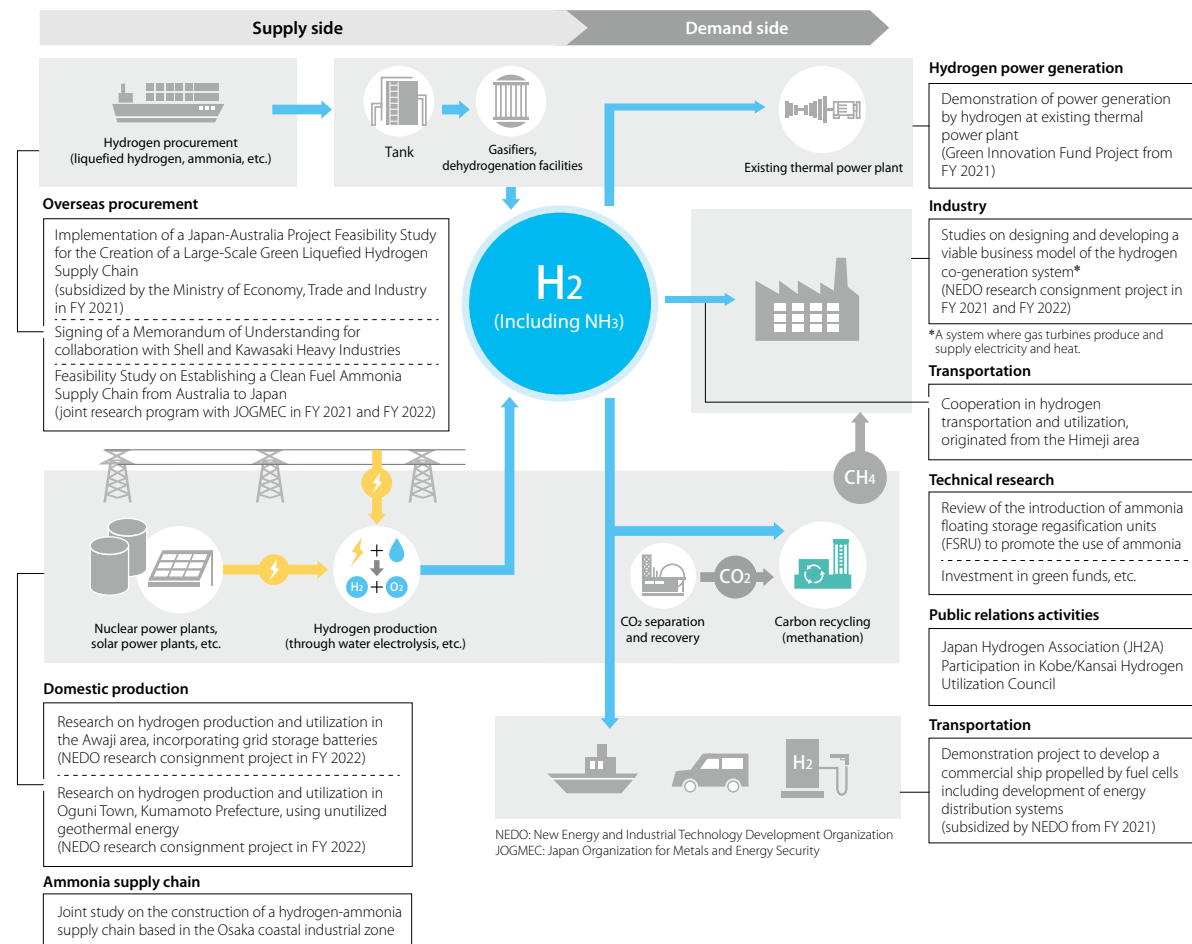 Supply side
Demand side
Hydrogen procurement
(liquefied hydrogen, ammonia, etc.)
Tank
Gasifiers,
dehydrogenation facilities
Existing thermal power plant
Overseas procurement
Implementation of a Japan-Australia Project Feasibility Study
for the Creation of a Large-Scale Green Liquefied Hydrogen
Supply Chain
(subsidized by the Ministry of Economy, Trade and Industry
in FY 2021)
Signing of a Memorandum of Understanding for
collaboration with Shell and Kawasaki Heavy Industries
Feasibility Study on Establishing a Clean Fuel Ammonia
Supply Chain from Australia to Japan
(joint research program with JOGMEC in FY 2021 and FY 2022)
H2
(Including NH3)
CH4
H2 + O2
+
Nuclear power plants,
solar power plants, etc.
Hydrogen production
(through water electrolysis, etc.)
CO2
CO2 separation
and recovery
Carbon recycling
(methanation)
Domestic production
Research on hydrogen production and utilization in
the Awaji area, incorporating grid storage batteries
(NEDO research consignment project in FY 2022)
Research on hydrogen production and utilization in
Oguni Town, Kumamoto Prefecture, using unutilized
geothermal energy
(NEDO research consignment project in FY 2022)
Ammonia supply chain
Joint study on the construction of a hydrogen-ammonia
supply chain based in the Osaka coastal industrial zone
H2
NEDO: New Energy and Industrial Technology Development Organization
JOGMEC: Japan Organization for Metals and Energy Security
Hydrogen power generation
Demonstration of power generation
by hydrogen at existing thermal
power plant
(Green Innovation Fund Project from
FY 2021)
Industry
Studies on designing and developing a
viable business model of the hydrogen
co-generation system*
(NEDO research consignment project in
FY 2021 and FY 2022)
*A system where gas turbines produce and
supply electricity and heat.
Transportation
Cooperation in hydrogen
transportation and utilization,
originated from the Himeji area
Technical research
Review of the introduction of ammonia
floating storage regasification units
(FSRU) to promote the use of ammonia
Investment in green funds, etc.
Public relations activities
Japan Hydrogen Association (JH2A)
Participation in Kobe/Kansai Hydrogen
Utilization Council
Transportation
Demonstration project to develop a
commercial ship propelled by fuel cells
including development of energy
distribution systems
(subsidized by NEDO from FY 2021)